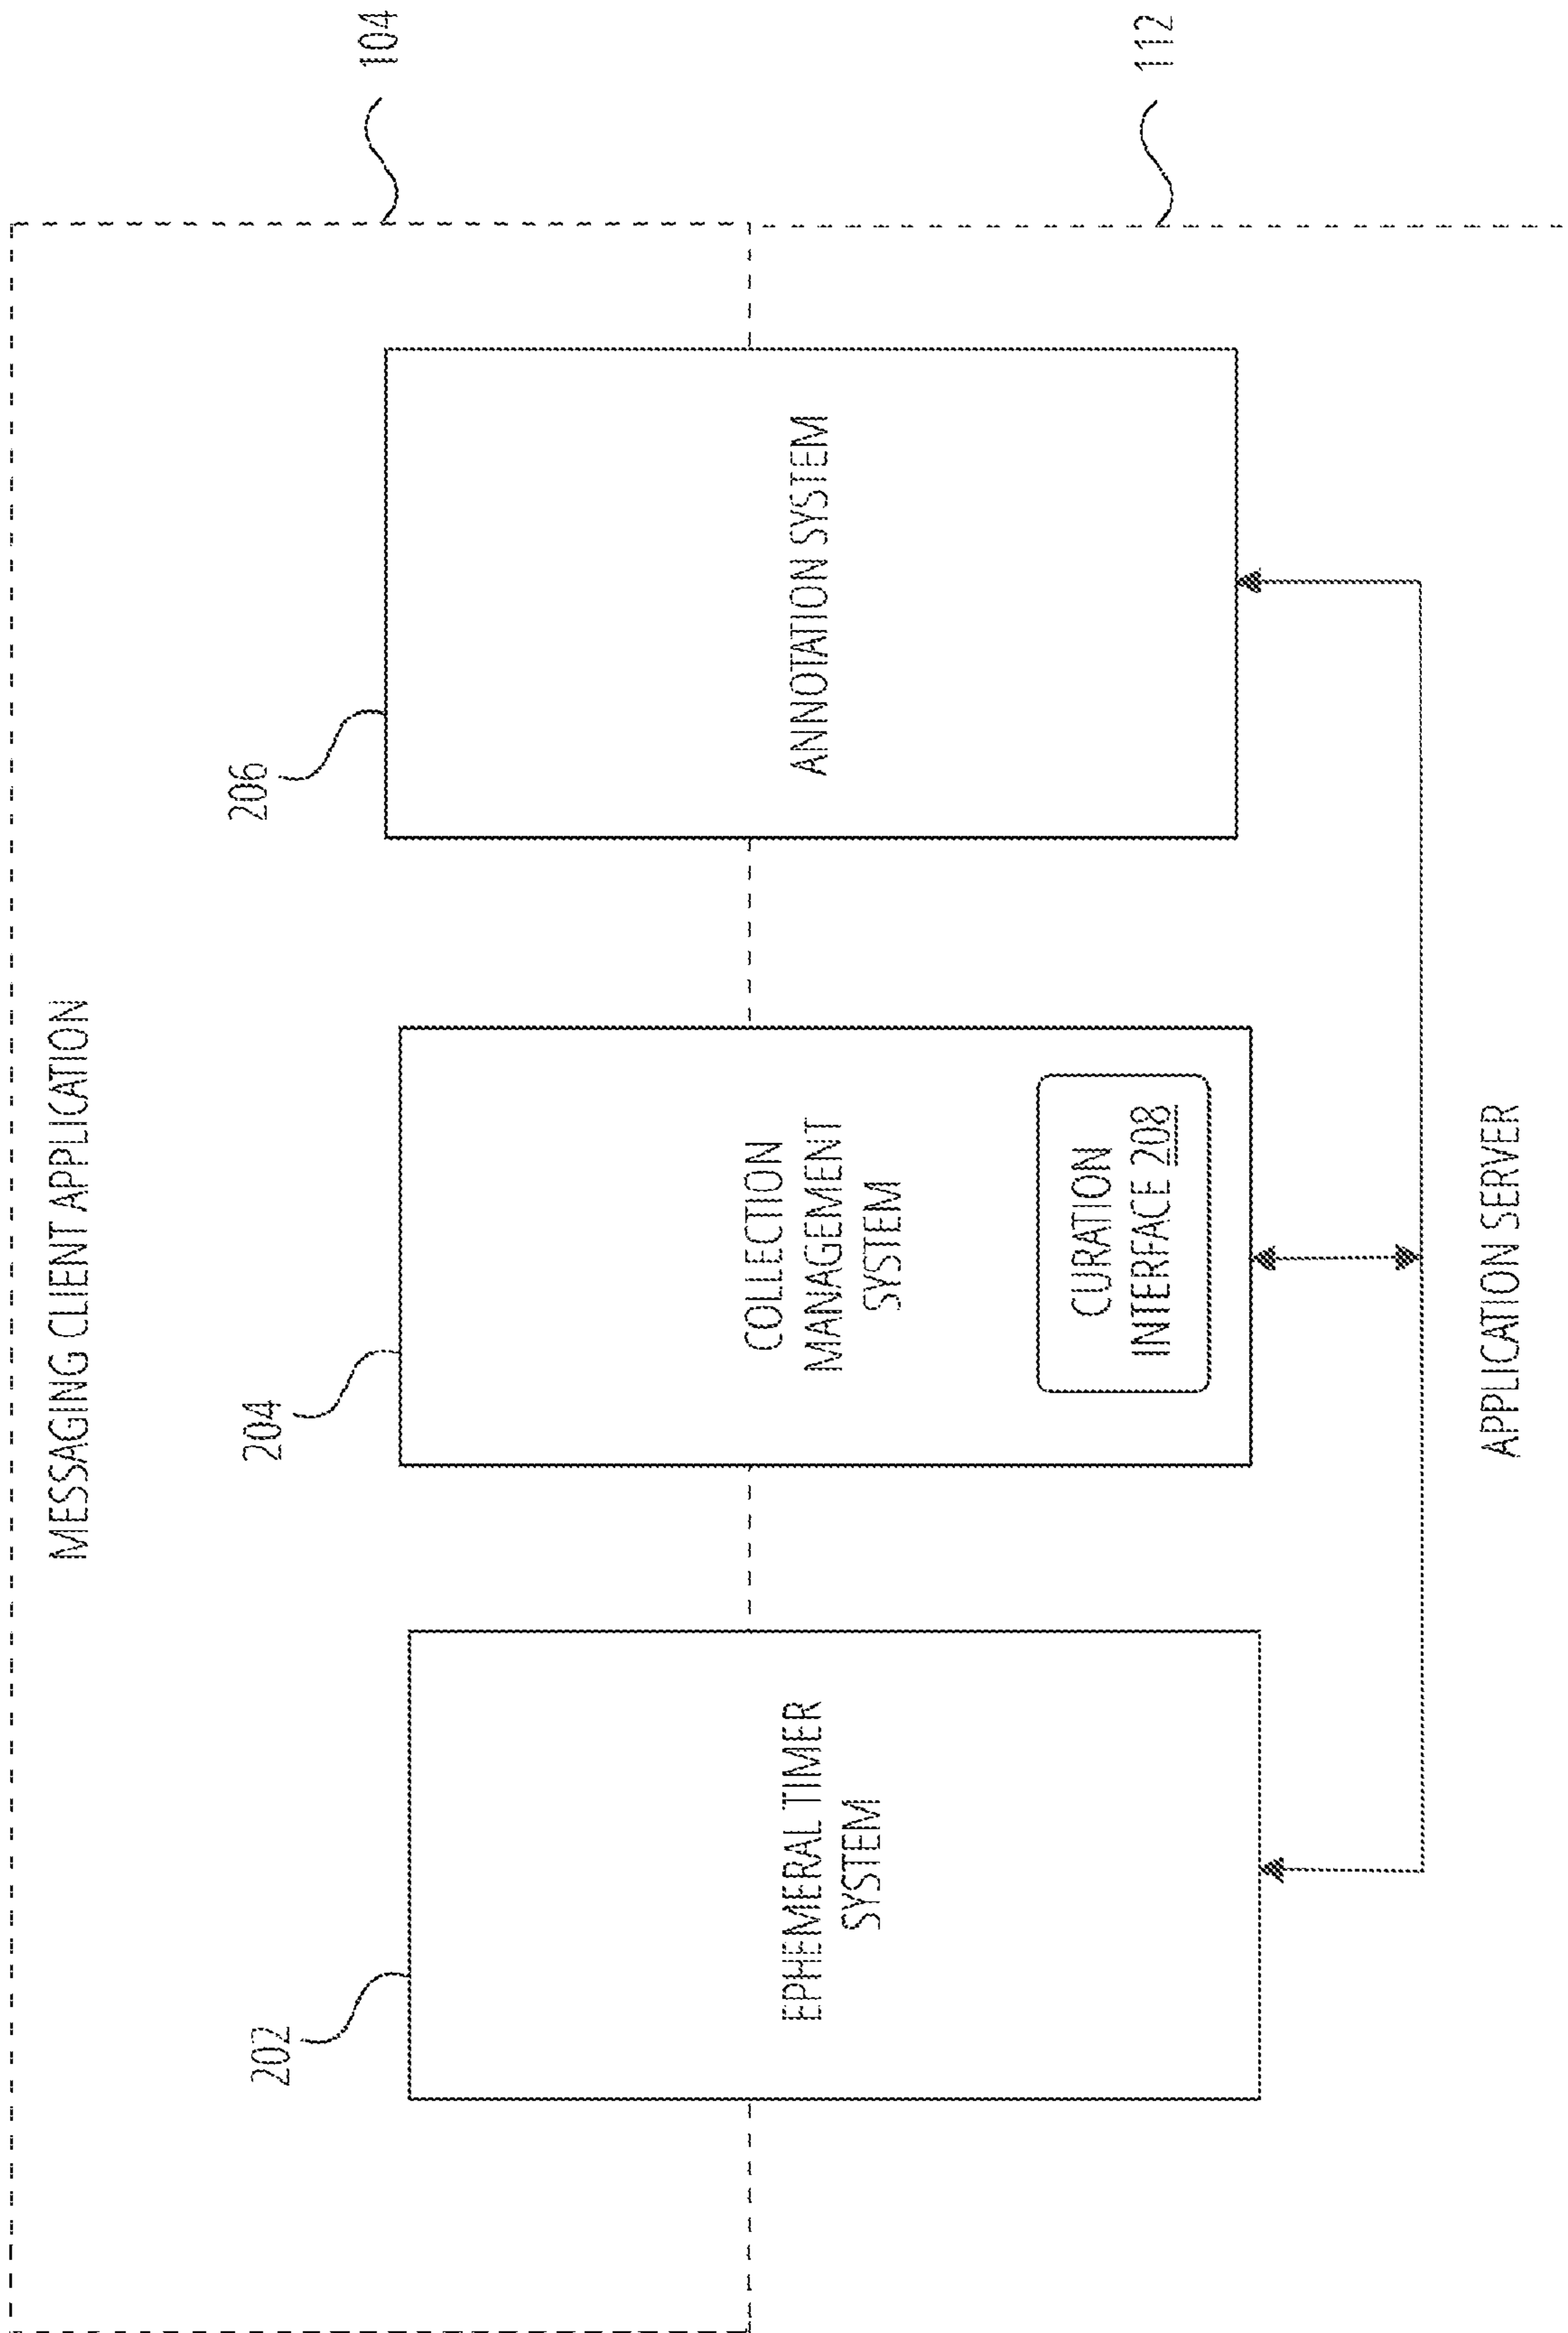 MESSAGING CLIENT APPLICATION
104
202
204
206
EPHEMERAL TIMER
SYSTEM
COLLECTION
MANAGEMENT
SYSTEM
CURATION
INTERFACE 208
ANNOTATION SYSTEM
112
APPLICATION SERVER